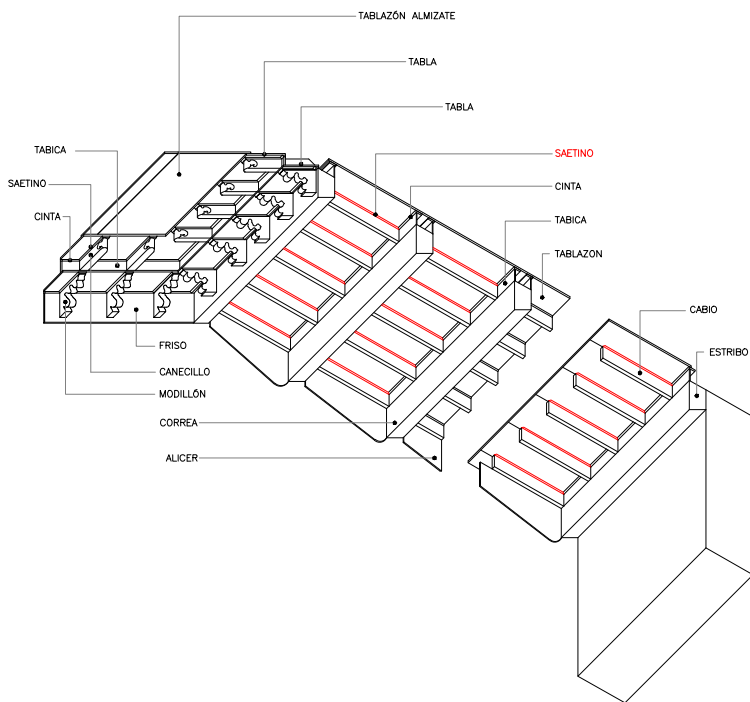 TABLAZÓN ALMIZATE
TABLA
TABLA
TABICA
SAETINO
SAETINO
CINTA
CINTA
TABICA
TABLAZON
CABIO
FRISO
ESTRIBO
CANECILLO
MODILLÓN
CORREA
ALICER